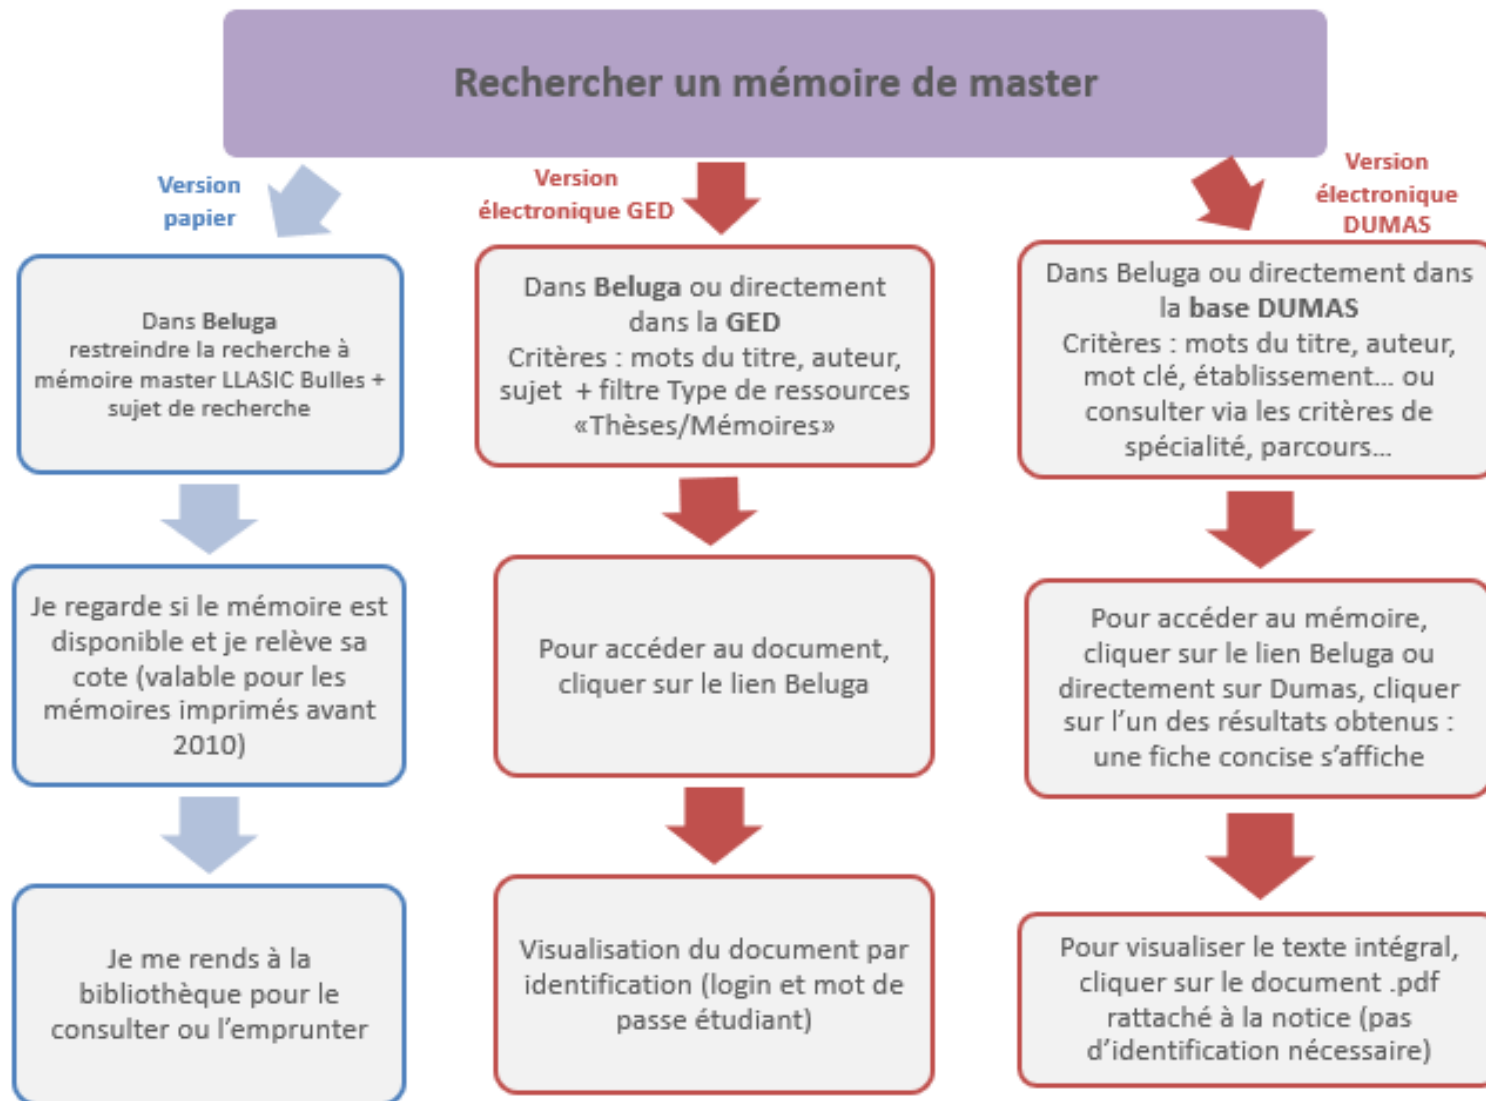 Rechercher un mémoire de master
Version
papier
Dans Beluga
restreindre la recherche à
mémoire master LLASIC Bulles +
sujet de recherche
Je regarde si le mémoire est
disponible et je relève sa
cote (valable pour les
mémoires imprimés avant
2010)
Je me rends à la
bibliothèque pour le
consulter ou l’emprunter
Version
électronique GED
Dans Beluga ou directement
dans la GED
Critères : mots du titre, auteur,
sujet + filtre Type de ressources
«Thèses/Mémoires»
Pour accéder au document,
cliquer sur le lien Beluga
Visualisation du document par
identification (login et mot de
passe étudiant)
Version
électronique
DUMAS
Dans Beluga ou directement dans
la base DUMAS
Critères : mots du titre, auteur,
mot clé, établissement... ou
consulter via les critères de
spécialité, parcours...
Pour accéder au mémoire,
cliquer sur le lien Beluga ou
directement sur Dumas, cliquer
sur l’un des résultats obtenus :
une fiche concise s’affiche
Pour visualiser le texte intégral,
cliquer sur le document .pdf
rattaché à la notice (pas
d’identification nécessaire)